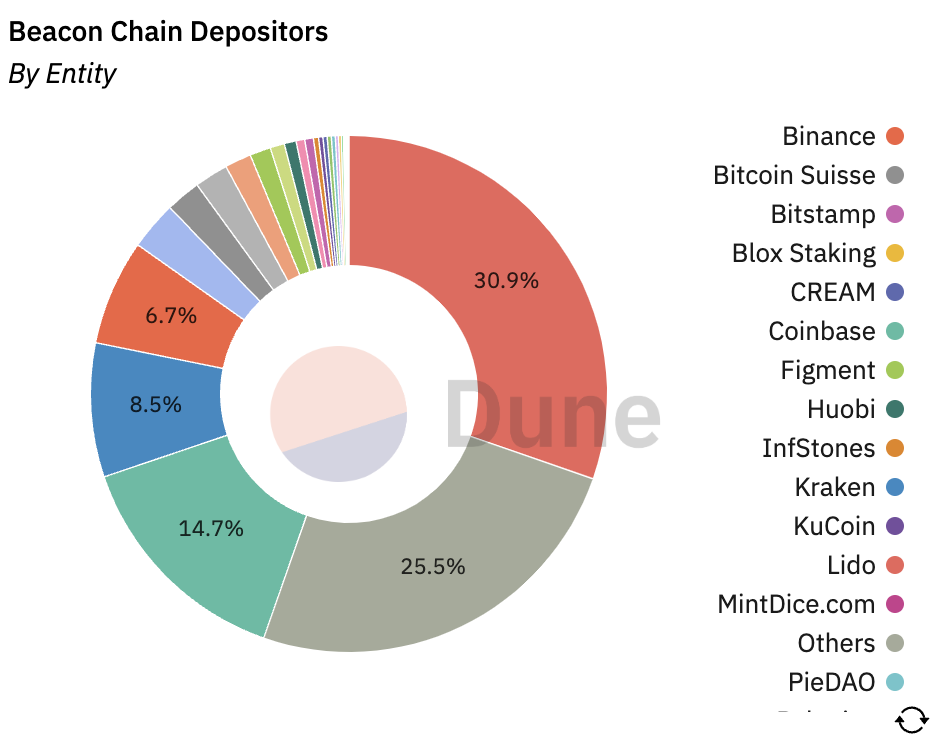 Beacon Chain Depositors
By Entity
30.9%
25.5%
14.7%
8.5%
6.7%
Dune
Binance
Bitcoin Suisse
Bitstamp
Blox Staking
CREAM
Coinbase
Figment
Huobi
InfStones
Kraken
KuCoin
Lido
MintDice.com
Others
PieDAO